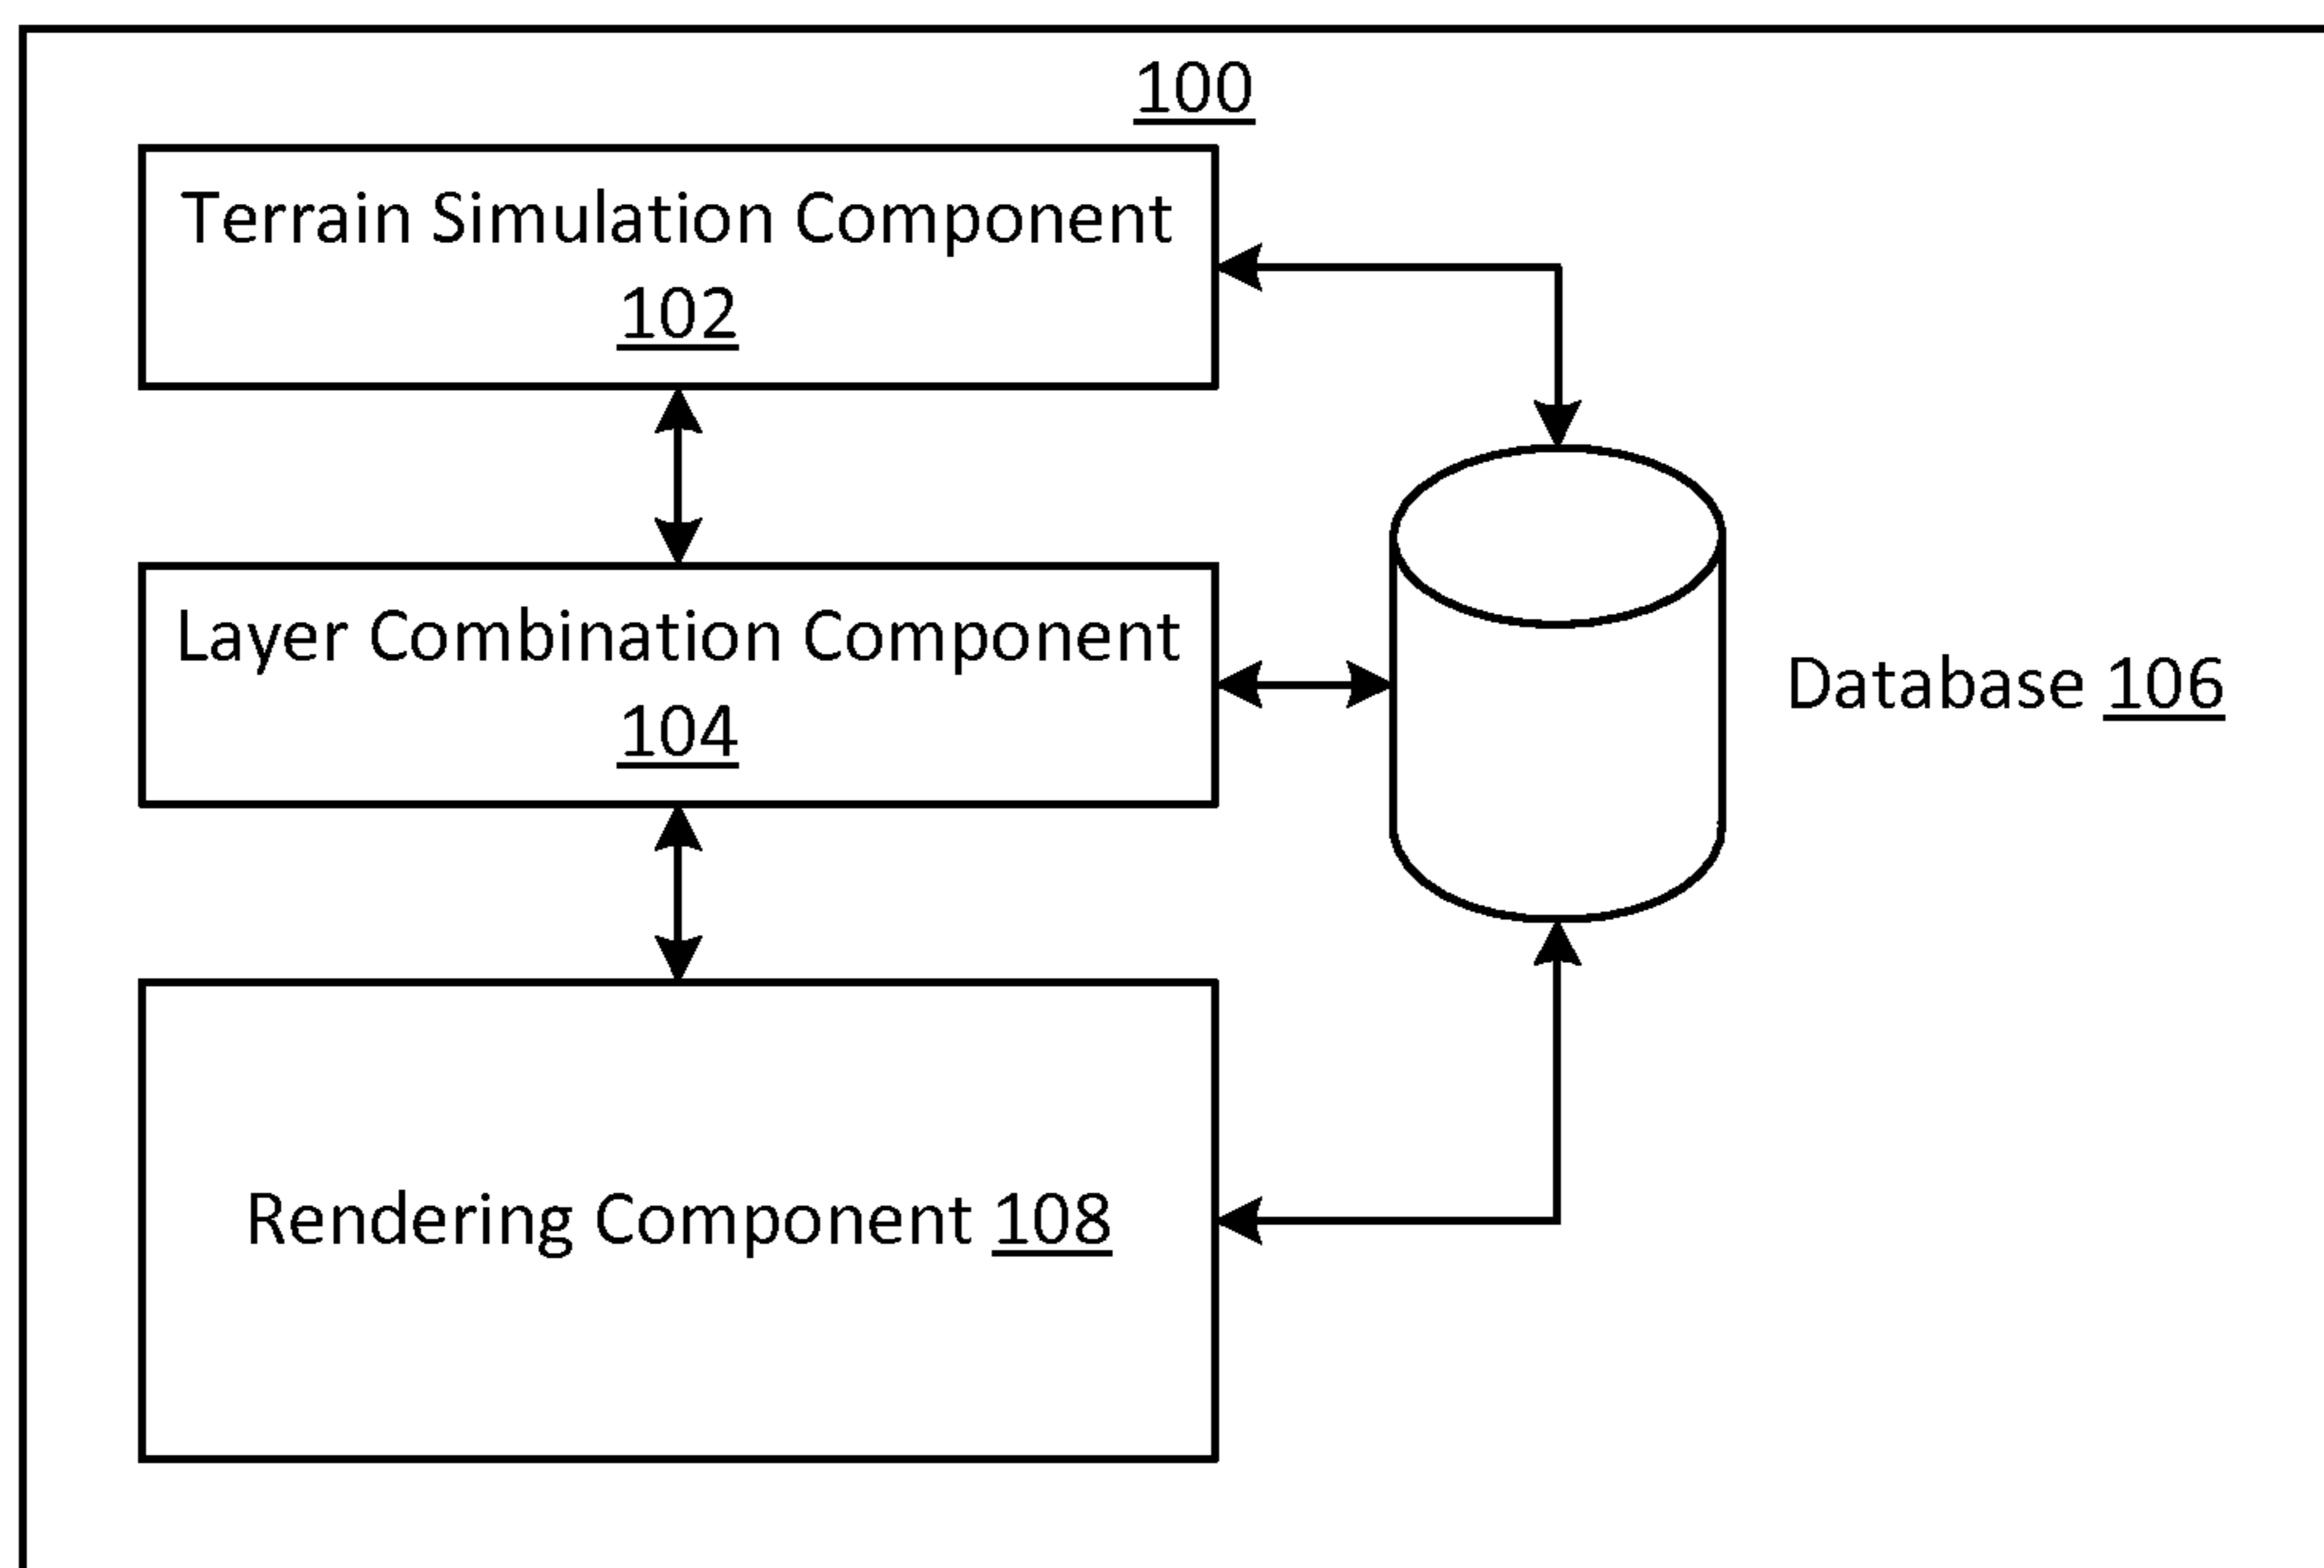 100
Terrain Simulation Component
102
Layer Combination Component
104
Database 106
Rendering Component 108